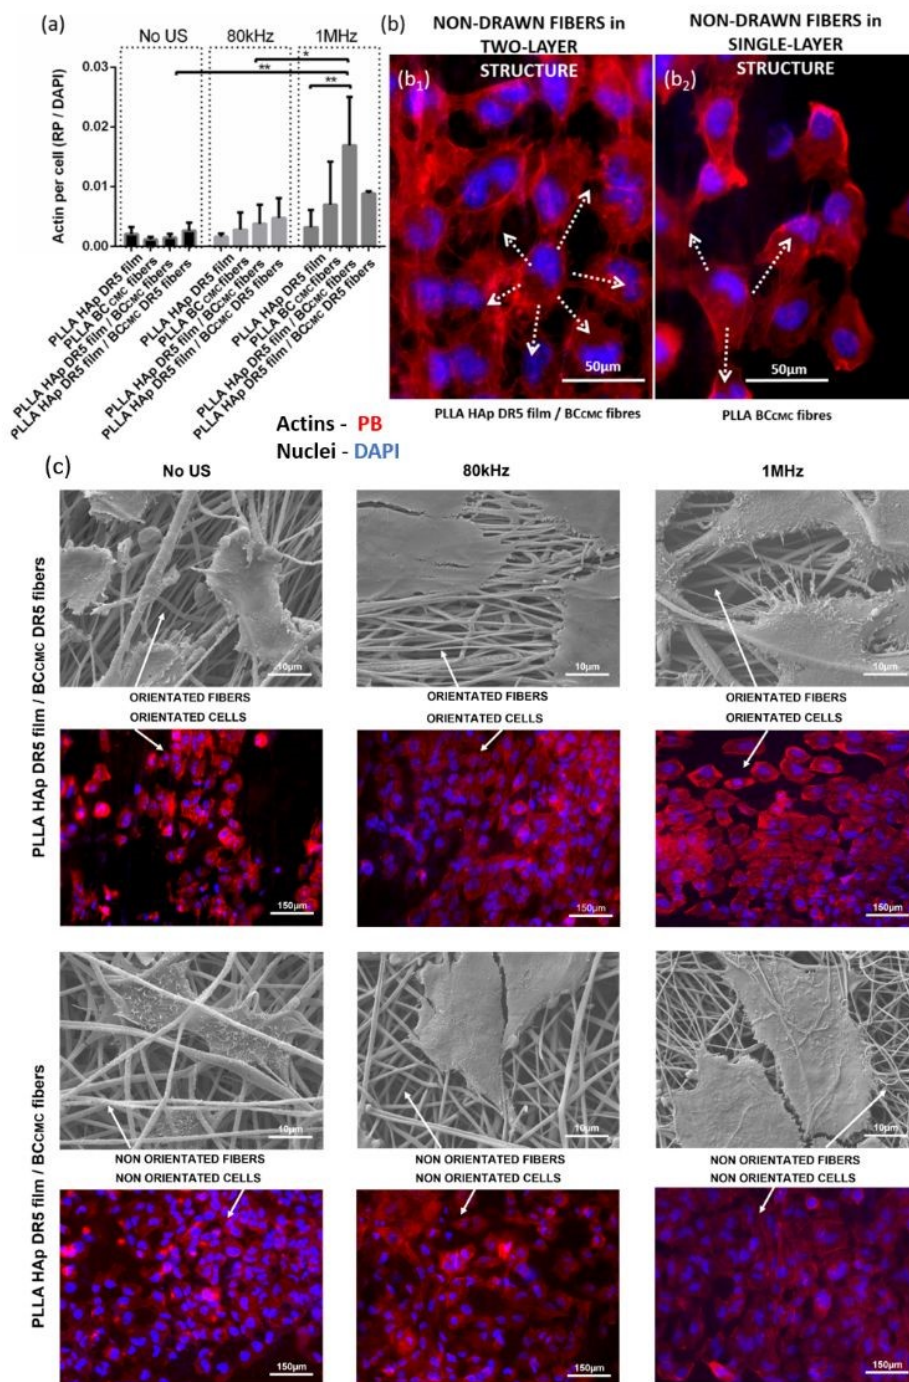 (a)
No US 80kHz 1MHz
*
**
**
Actin per cell (RP / DAPI)
0.03
0.02
0.01
0.00
PLLA HAp DR5 film
PLLA BCCMC fibers
PLLA HAp DR5 film / BCCMC fibers
PLLA HAp DR5 film / BCCMC DR5 fibers
PLLA HAp DR5 film
PLLA BCCMC fibers
PLLA HAp DR5 film / BCCMC fibers
PLLA HAp DR5 film / BCCMC DR5 fibers
PLLA HAp DR5 film
PLLA BCCMC fibers
PLLA HAp DR5 film / BCCMC fibers
PLLA HAp DR5 film / BCCMC DR5 fibers
(b)
NON-DRAWN FIBERS in
TWO-LAYER
STRUCTURE
(b1)
50µm
PLLA HAp DR5 film / BCCMC fibres
NON-DRAWN FIBERS in
SINGLE-LAYER
STRUCTURE
(b2)
50µm
PLLA BCCMC fibres
Actins - PB
Nuclei - DAPI
(c)
No US 80kHz 1MHz
PLLA HAp DR5 film / BCCMC DR5 fibers
10µm 10µm 10µm
ORIENTATED FIBERS ORIENTATED FIBERS ORIENTATED FIBERS
ORIENTATED CELLS ORIENTATED CELLS ORIENTATED CELLS
150µm 150µm 150µm
PLLA HAp DR5 film / BCCMC fibers
10µm 10µm 10µm
NON ORIENTATED FIBERS NON ORIENTATED FIBERS NON ORIENTATED FIBERS
NON ORIENTATED CELLS NON ORIENTATED CELLS NON ORIENTATED CELLS
150µm 150µm 150µm